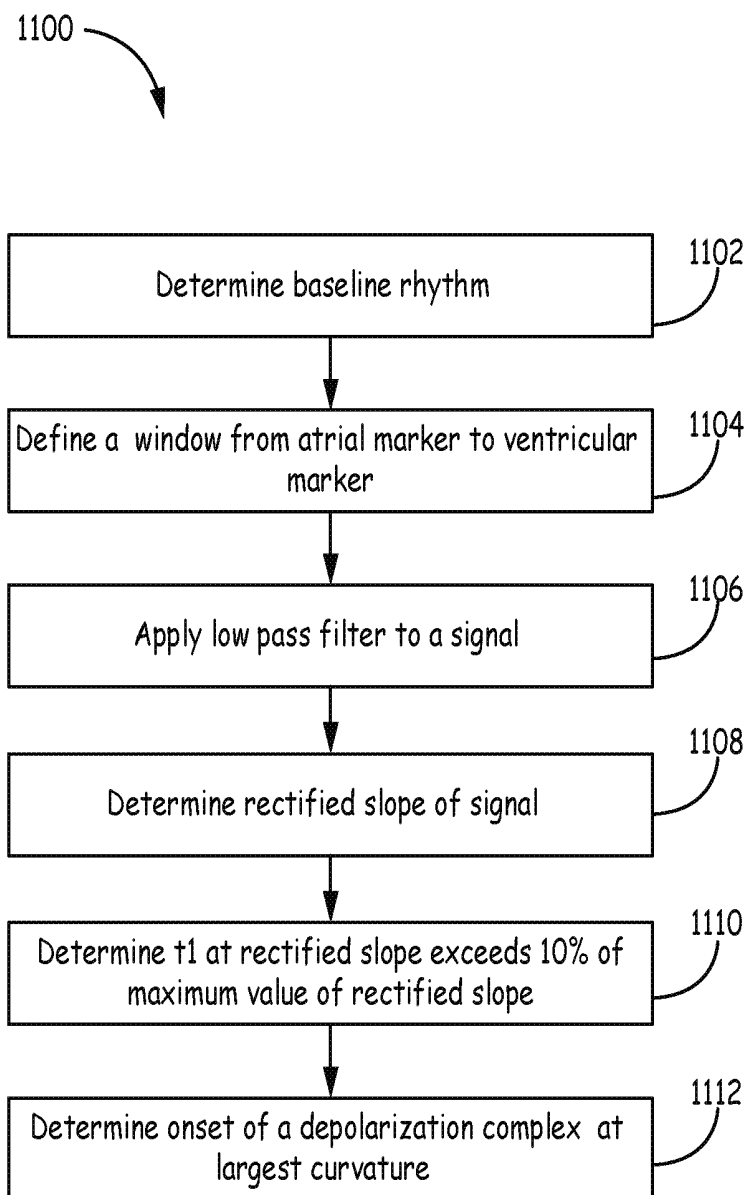 1100
1102
Determine baseline rhythm
1104
Define a window from atrial marker to ventricular
marker
1106
Apply low pass filter to a signal
1108
Determine rectified slope of signal
1110
Determine t1 at rectified slope exceeds 10% of
maximum value of rectified slope
1112
Determine onset of a depolarization complex at
largest curvature